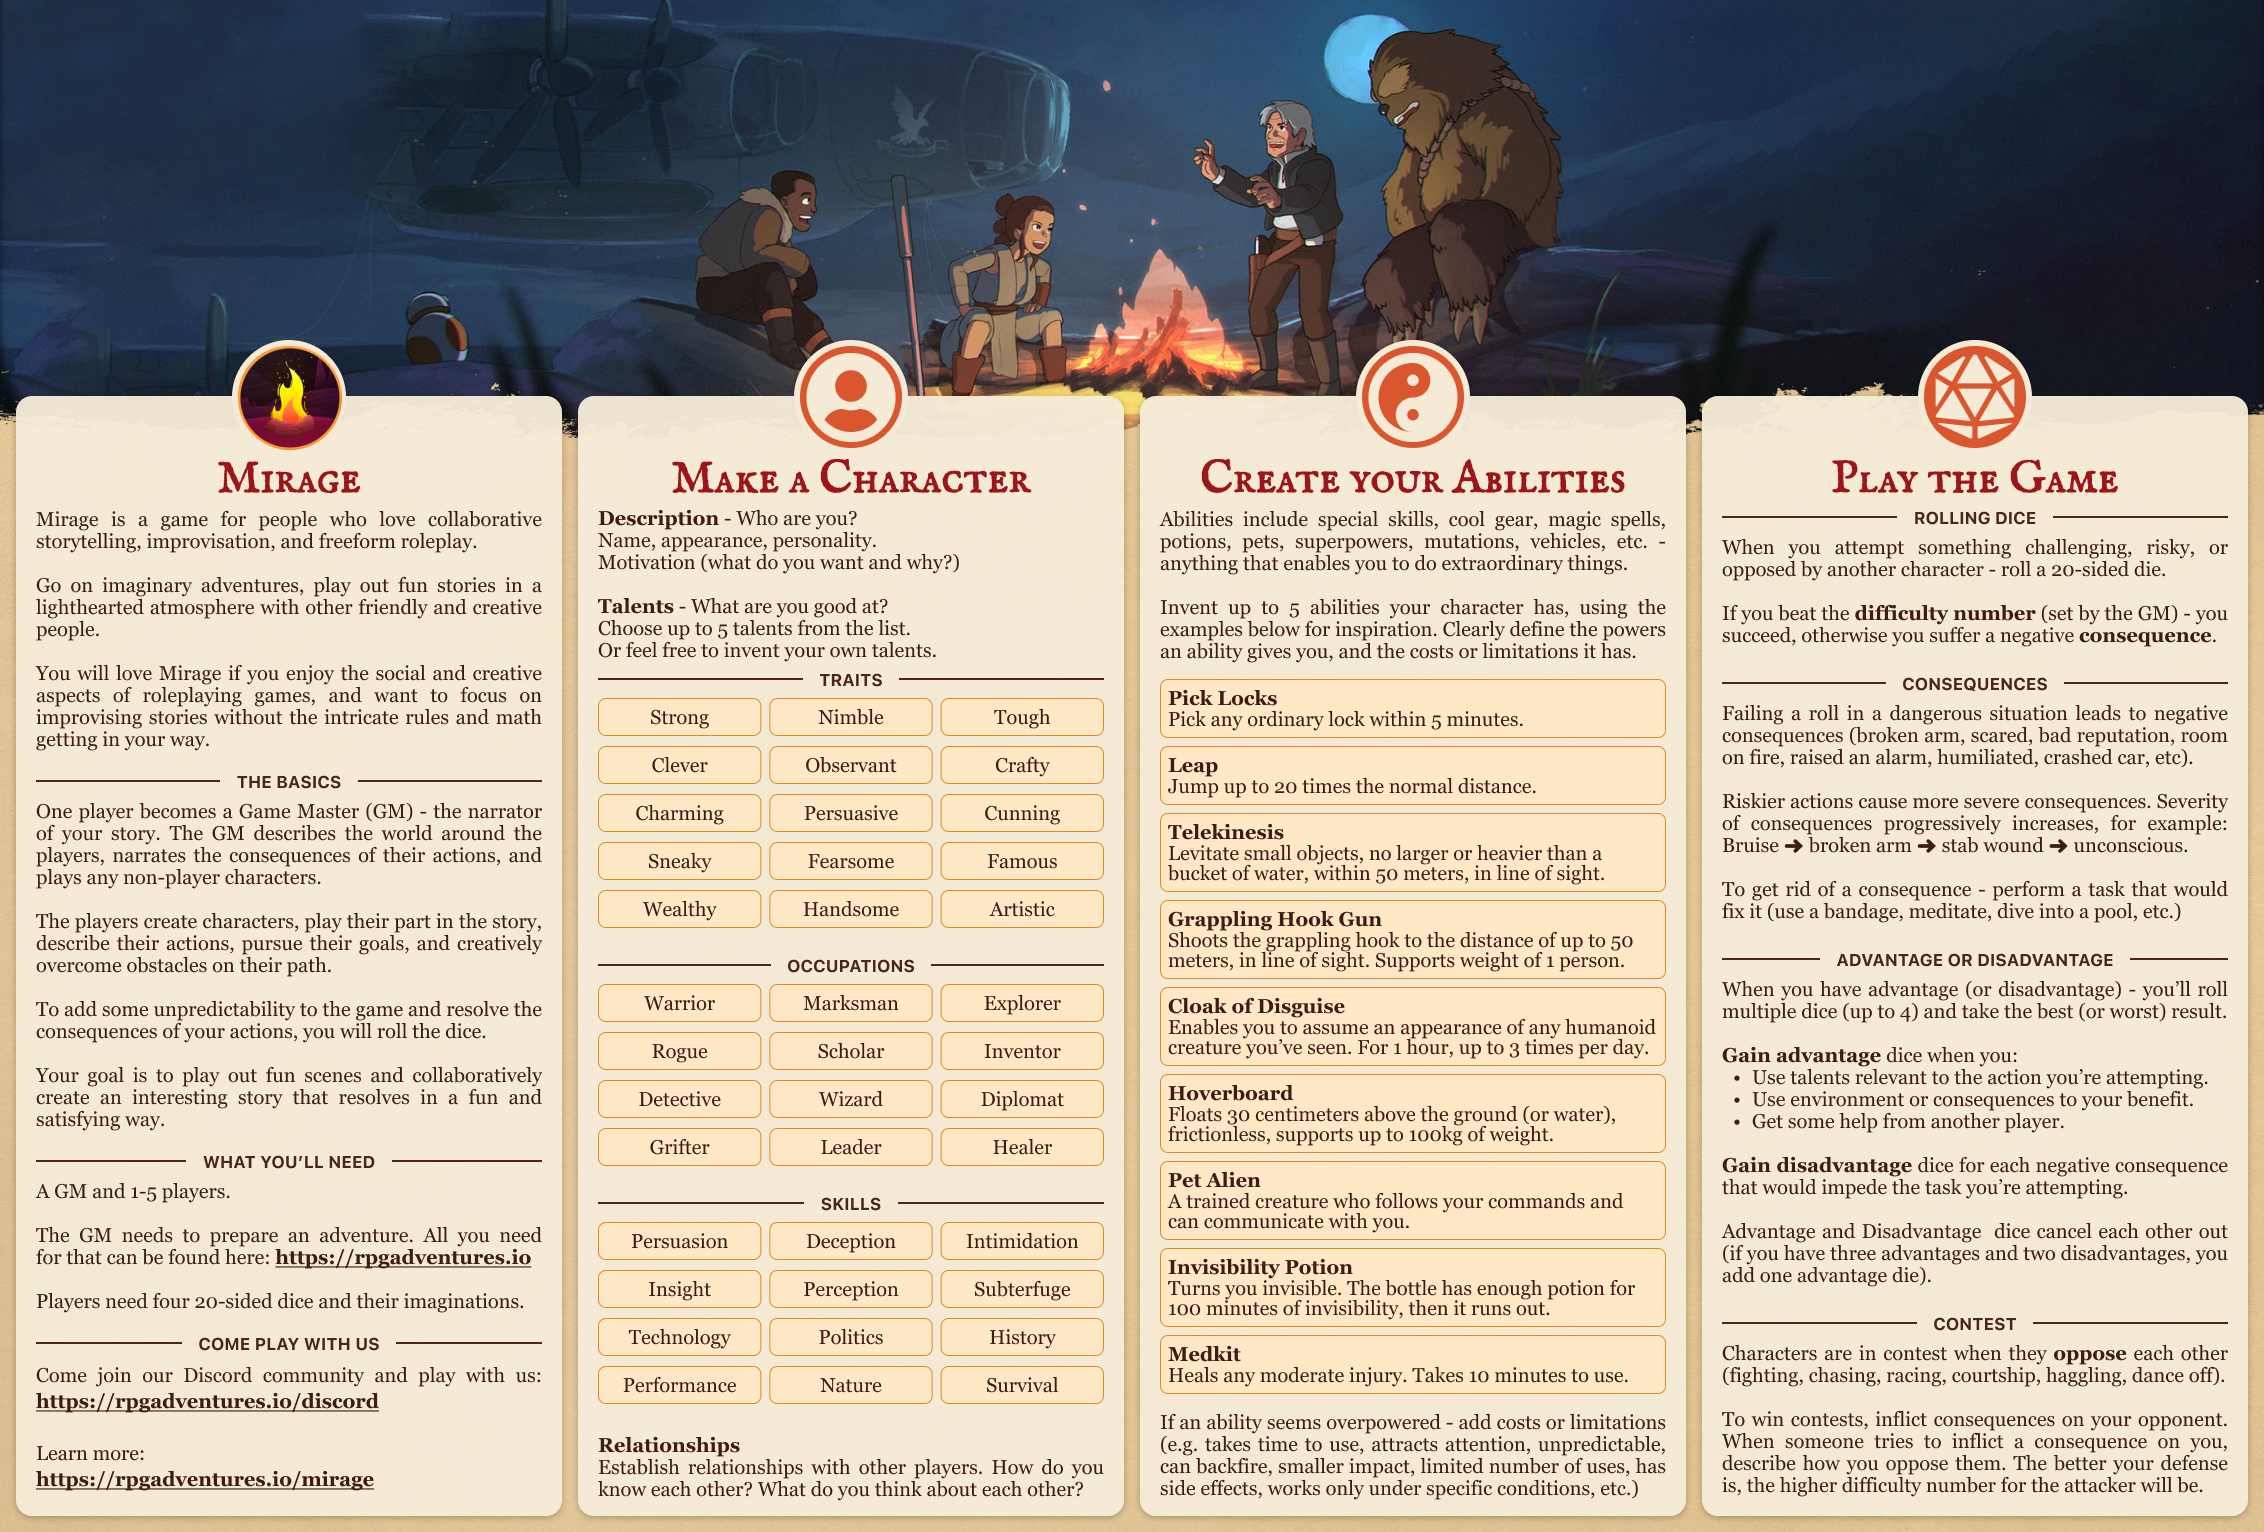 Mirage
Mirage is a game for people who love collaborative
storytelling, improvisation, and freeform roleplay.
Go on imaginary adventures, play out fun stories in a
lighthearted atmosphere with other friendly and creative
people.
You will love Mirage if you enjoy the social and creative
aspects of roleplaying games, and want to focus on
improvising stories without the intricate rules and math
getting in your way.
THE BASICS
One player becomes a Game Master (GM) - the narrator
of your story. The GM describes the world around the
players, narrates the consequences of their actions, and
plays any non-player characters.
The players create characters, play their part in the story,
describe their actions, pursue their goals, and creatively
overcome obstacles on their path.
To add some unpredictability to the game and resolve the
consequences of your actions, you will roll the dice.
Your goal is to play out fun scenes and collaboratively
create an interesting story that resolves in a fun and
satisfying way.
WHAT YOU'LL NEED
A GM and 1-5 players.
The GM needs to prepare an adventure. All you need
for that can be found here: https://rpgadventures.io
Players need four 20-sided dice and their imaginations.
COME PLAY WITH US
Come join our Discord community and play with us:
https://rpgadventures.io/discord
Learn more:
https://rpgadventures.io/mirage
Make a Character
Description - Who are you?
Name, appearance, personality.
Motivation (what do you want and why?)
Talents - What are you good at?
Choose up to 5 talents from the list.
Or feel free to invent your own talents.
TRAITS
Strong Nimble Tough
Clever Observant Crafty
Charming Persuasive Cunning
Sneaky Fearsome Famous
Wealthy Handsome Artistic
OCCUPATIONS
Warrior Marksman Explorer
Rogue Scholar Inventor
Detective Wizard Diplomat
Grifter Leader Healer
SKILLS
Persuasion Deception Intimidation
Insight Perception Subterfuge
Technology Politics History
Performance Nature Survival
Relationships
Establish relationships with other players. How do you
know each other? What do you think about each other?
Create your Abilities
Abilities include special skills, cool gear, magic spells,
potions, pets, superpowers, mutations, vehicles, etc. -
anything that enables you to do extraordinary things.
Invent up to 5 abilities your character has, using the
examples below for inspiration. Clearly define the powers
an ability gives you, and the costs or limitations it has.
Pick Locks
Pick any ordinary lock within 5 minutes.
Leap
Jump up to 20 times the normal distance.
Telekinesis
Levitate small objects, no larger or heavier than a
bucket of water, within 50 meters, in line of sight.
Grappling Hook Gun
Shoots the grappling hook to the distance of up to 50
meters, in line of sight. Supports weight of 1 person.
Cloak of Disguise
Enables you to assume an appearance of any humanoid
creature you've seen. For 1 hour, up to 3 times per day.
Hoverboard
Floats 30 centimeters above the ground (or water),
frictionless, supports up to 100kg of weight.
Pet Alien
A trained creature who follows your commands and
can communicate with you.
Invisibility Potion
Turns you invisible. The bottle has enough potion for
100 minutes of invisibility, then it runs out.
Medkit
Heals any moderate injury. Takes 10 minutes to use.
If an ability seems overpowered - add costs or limitations
(e.g. takes time to use, attracts attention, unpredictable,
can backfire, smaller impact, limited number of uses, has
side effects, works only under specific conditions, etc.)
Play the Game
ROLLING DICE
When you attempt something challenging, risky, or
opposed by another character - roll a 20-sided die.
If you beat the difficulty number (set by the GM) - you
succeed, otherwise you suffer a negative consequence.
CONSEQUENCES
Failing a roll in a dangerous situation leads to negative
consequences (broken arm, scared, bad reputation, room
on fire, raised an alarm, humiliated, crashed car, etc).
Riskier actions cause more severe consequences. Severity
of consequences progressively increases, for example:
Bruise ➜ broken arm ➜ stab wound ➜ unconscious.
To get rid of a consequence - perform a task that would
fix it (use a bandage, meditate, dive into a pool, etc.)
ADVANTAGE OR DISADVANTAGE
When you have advantage (or disadvantage) - you'll roll
multiple dice (up to 4) and take the best (or worst) result.
Gain advantage dice when you:
• Use talents relevant to the action you're attempting.
• Use environment or consequences to your benefit.
• Get some help from another player.
Gain disadvantage dice for each negative consequence
that would impede the task you're attempting.
Advantage and Disadvantage dice cancel each other out
(if you have three advantages and two disadvantages, you
add one advantage die).
CONTEST
Characters are in contest when they oppose each other
(fighting, chasing, racing, courtship, haggling, dance off).
To win contests, inflict consequences on your opponent.
When someone tries to inflict a consequence on you,
describe how you oppose them. The better your defense
is, the higher difficulty number for the attacker will be.